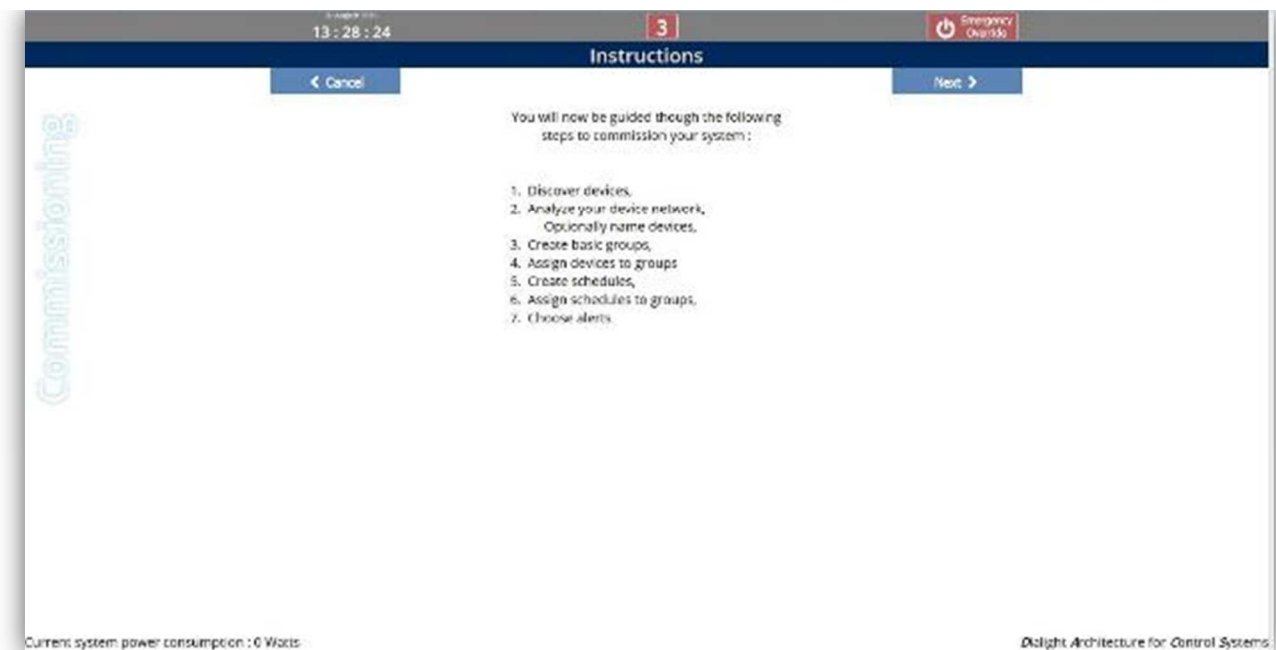 13 : 28 : 24
3
Emergency
Override
Instructions
Cancel
Next
Commissioning
You will now be guided though the following
steps to commission your system :
1. Discover devices,
2. Analyze your device network,
Optionally name devices,
3. Create basic groups,
4. Assign devices to groups
5. Create schedules,
6. Assign schedules to groups,
7. Choose alerts.
Current system power consumption : 0 Watts
Dialight Architecture for Control Systems